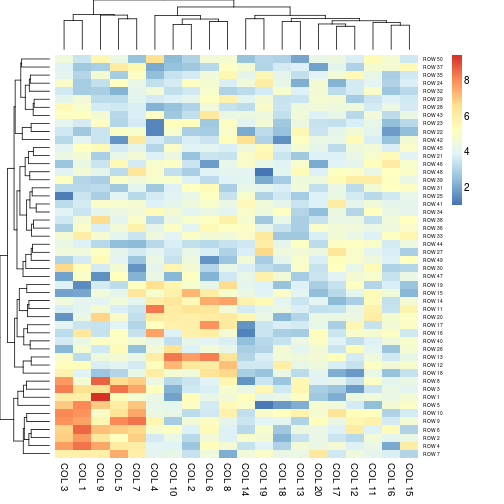 ROW 50
ROW 37
ROW 35
ROW 24
ROW 32
ROW 29
ROW 28
ROW 43
ROW 23
ROW 22
ROW 42
ROW 45
ROW 21
ROW 46
ROW 48
ROW 39
ROW 31
ROW 25
ROW 41
ROW 34
ROW 38
ROW 36
ROW 33
ROW 44
ROW 27
ROW 49
ROW 30
ROW 47
ROW 19
ROW 15
ROW 14
ROW 11
ROW 20
ROW 17
ROW 16
ROW 40
ROW 26
ROW 13
ROW 12
ROW 18
ROW 8
ROW 3
ROW 1
ROW 5
ROW 10
ROW 9
ROW 6
ROW 2
ROW 4
ROW 7
8
6
4
2
COL 3
COL 1
COL 9
COL 5
COL 7
COL 4
COL 10
COL 2
COL 6
COL 8
COL 14
COL 19
COL 18
COL 13
COL 20
COL 17
COL 12
COL 11
COL 16
COL 15